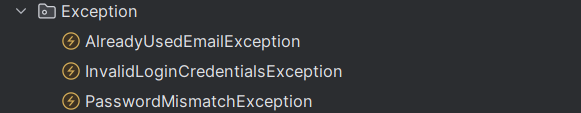 Exception
AlreadyUsedEmailException
InvalidLoginCredentialsException
PasswordMismatchException